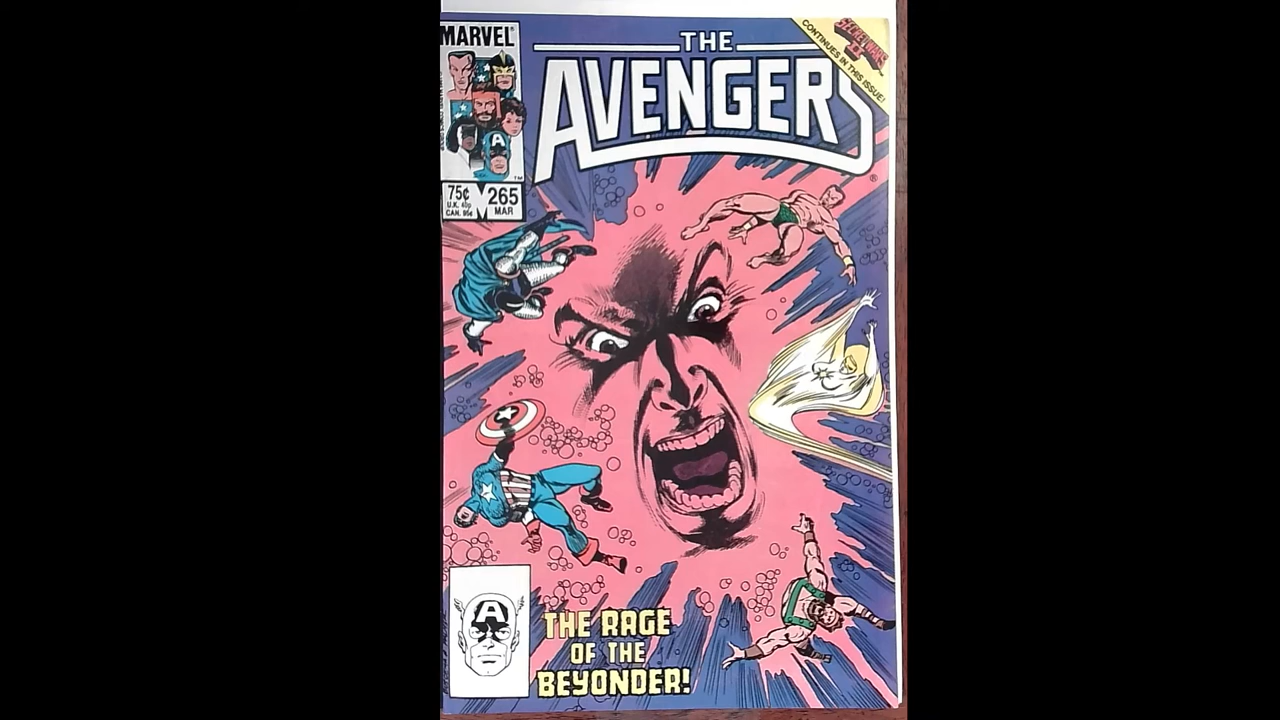 MARVEL®
THE
AVENGERS
®
SECRET WARS
II
CONTINUES IN THIS ISSUE!
A
TM
75¢
U.K. 40p
CAN. 95¢
265
MAR
A
THE RAGE
OF THE
BEYONDER!